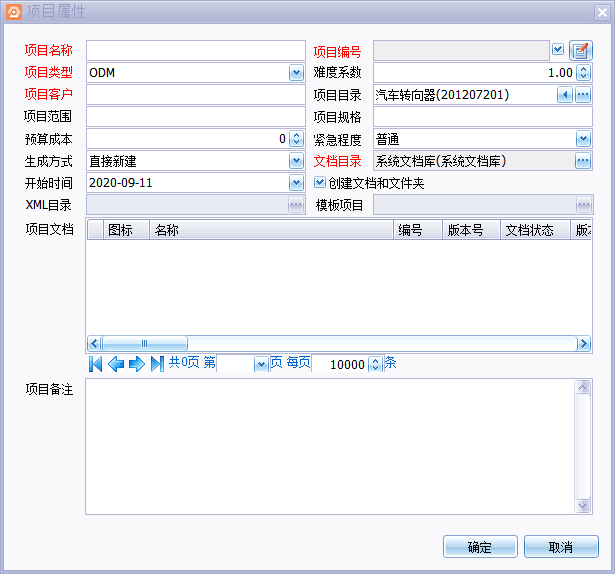 项目属性
项目名称 项目编号
项目类型 ODM 难度系数 1.00
项目客户 项目目录 汽车转向器(201207201)
项目范围 项目规格
预算成本 0 紧急程度 普通
生成方式 直接新建 文档目录 系统文档库(系统文档库)
开始时间 2020-09-11 创建文档和文件夹
XML目录 模板项目
项目文档 图标 名称 编号 版本号 文档状态 版本
共0页 第 页 每页 10000 条
项目备注
确定 取消